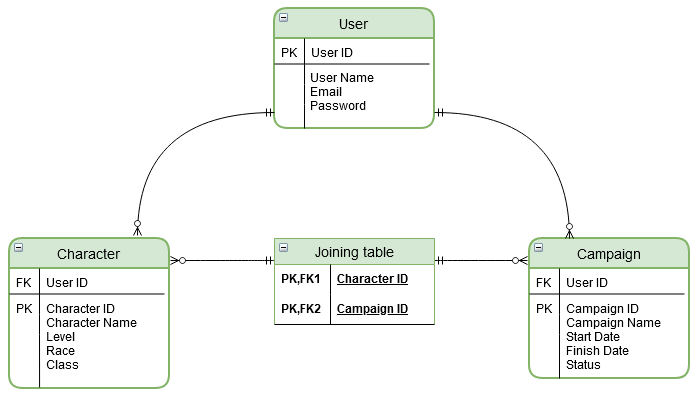 User
PK User ID
User Name
Email
Password
Character
FK User ID
PK Character ID
Character Name
Level
Race
Class
Joining table
PK,FK1 Character ID
PK,FK2 Campaign ID
Campaign
FK User ID
PK Campaign ID
Campaign Name
Start Date
Finish Date
Status